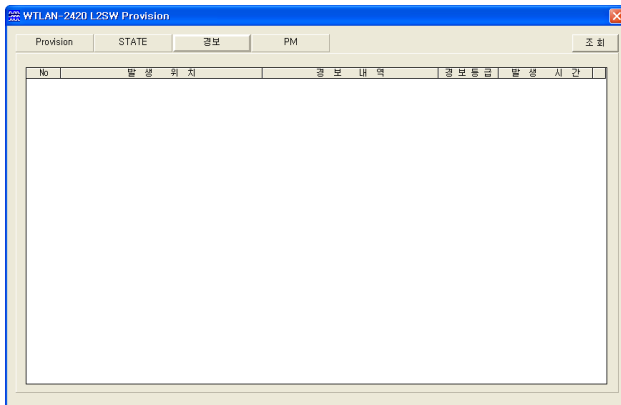 WTLAN-2420 L2SW Provision
Provision STATE 경보 PM 조회
No 발생 위치 경보 내역 경보등급 발생 시간